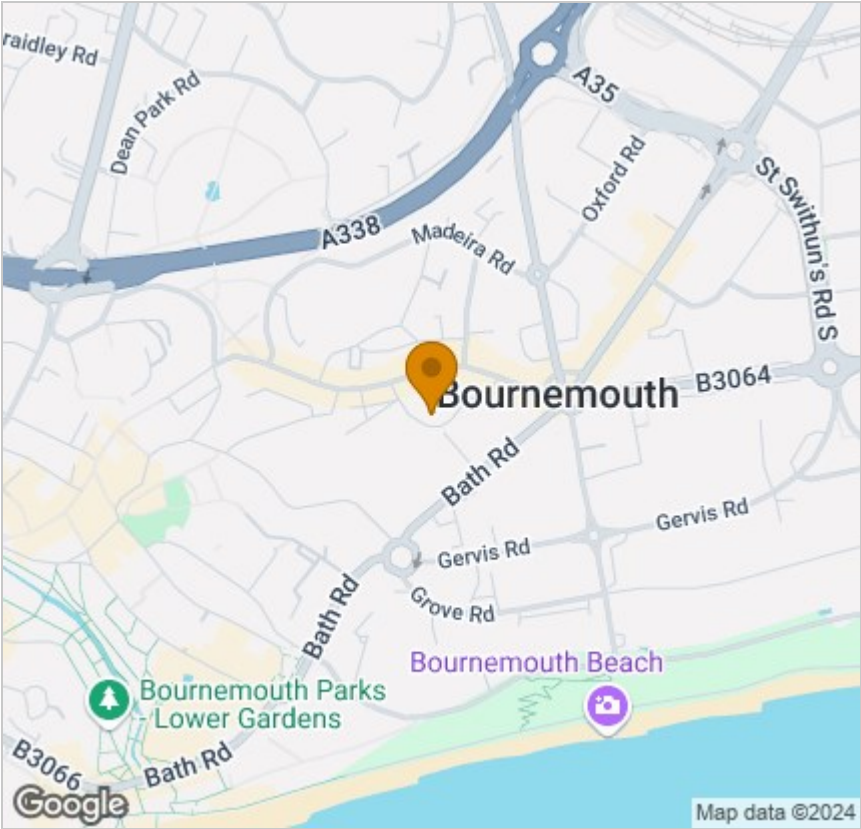 raidley Rd
Dean Park Rd
A35
Oxford Rd
St Swithun's Rd S
A338
Madeira Rd
Bournemouth
B3064
Bath Rd
Gervis Rd
Gervis Rd
Grove Rd
Bath Rd
Bournemouth Beach
Bournemouth Parks
- Lower Gardens
Bath Rd
B3066
Google
Map data ©2024